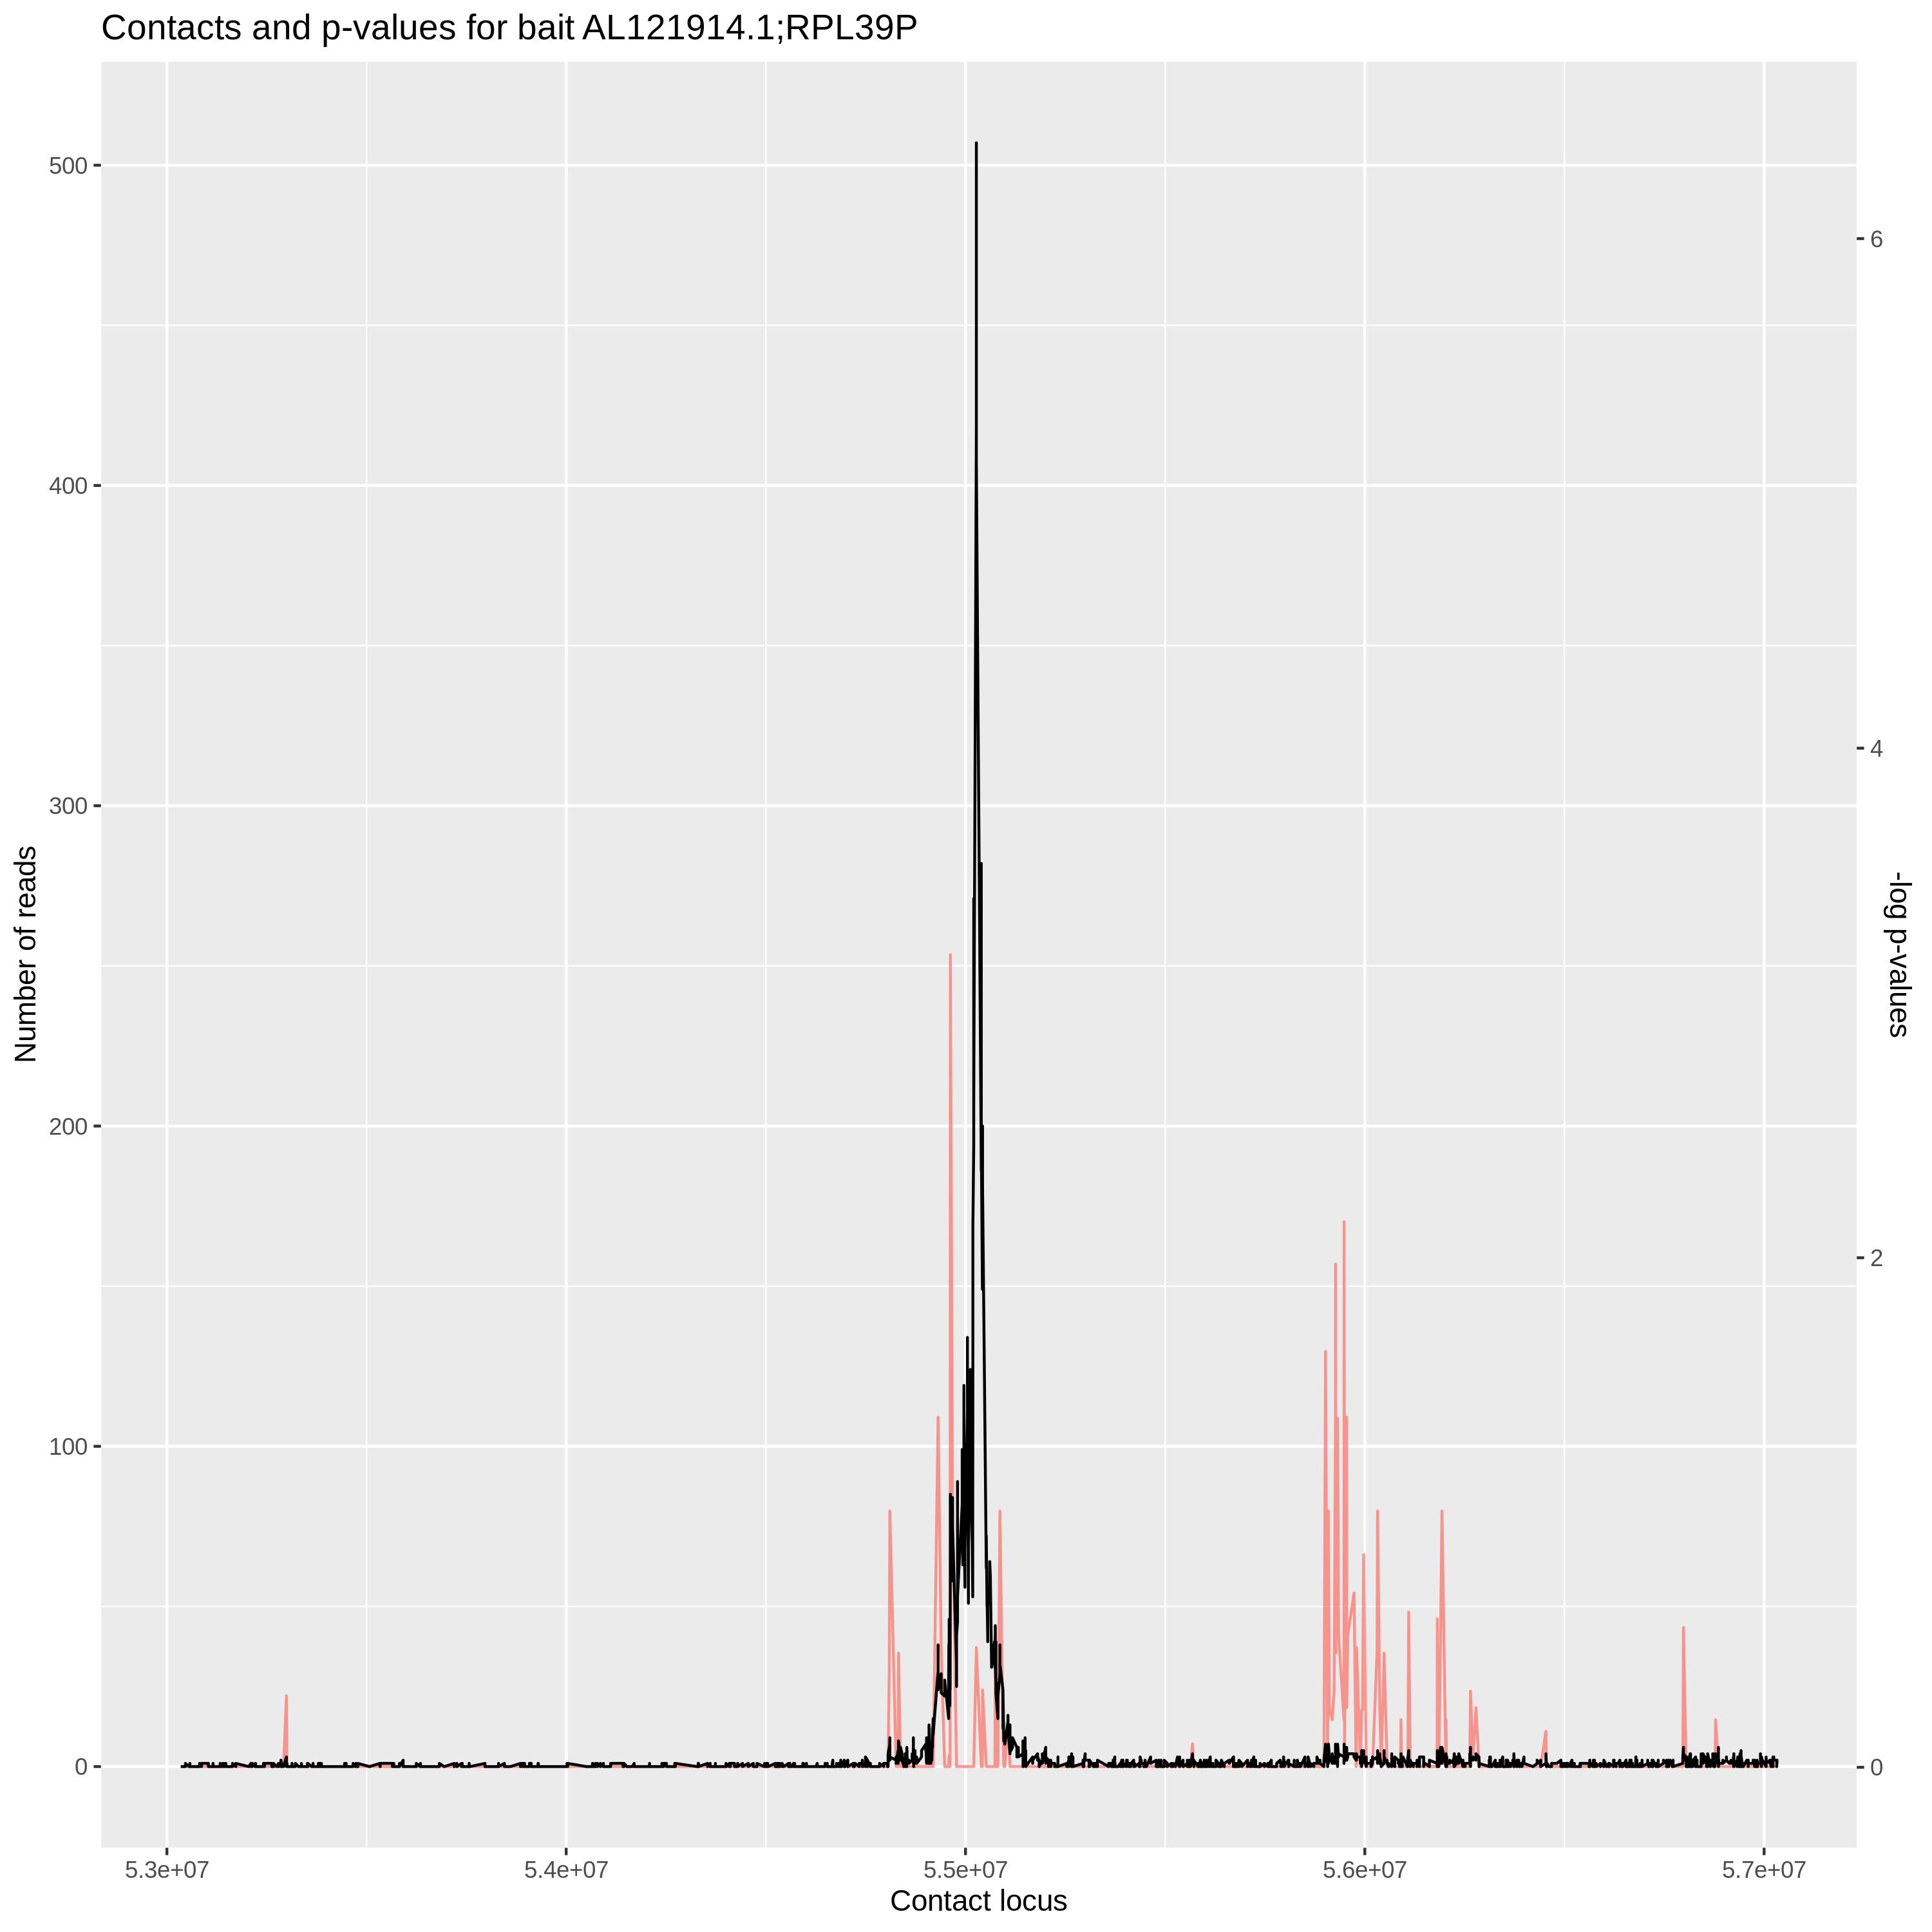 Contacts and p-values for bait AL121914.1;RPL39P
500
400
300
200
100
0
Number of reads
6
4
2
0
-log p-values
5.3e+07
5.4e+07
5.5e+07
5.6e+07
5.7e+07
Contact locus